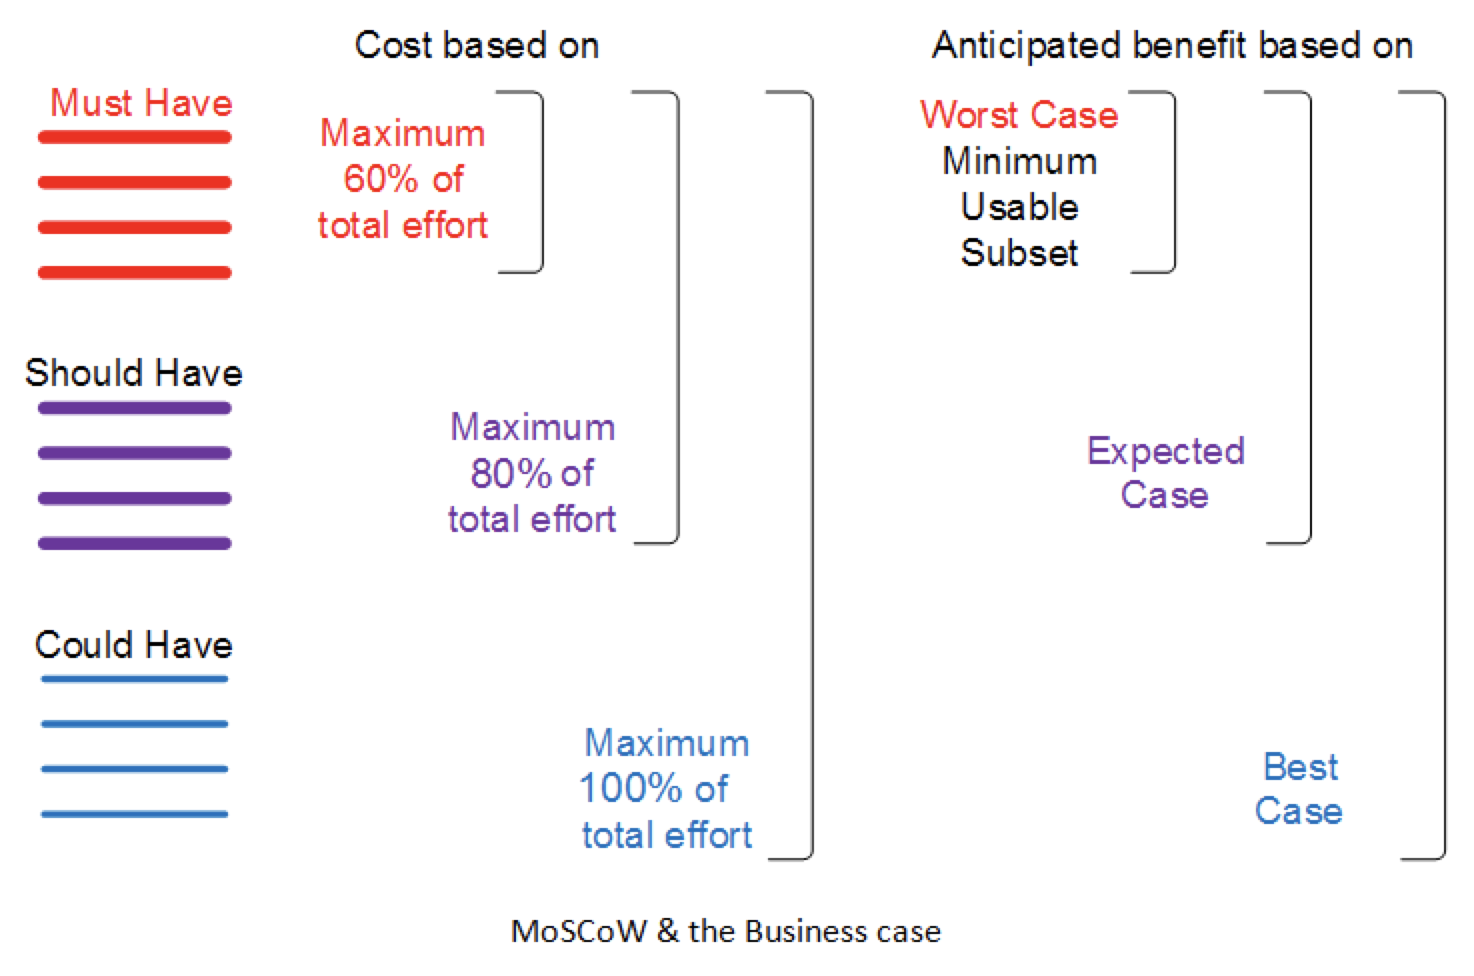 Cost based on
Anticipated benefit based on
Must Have
Maximum
60% of
total effort
Worst Case
Minimum
Usable
Subset
Should Have
Maximum
80% of
total effort
Expected
Case
Could Have
Maximum
100% of
total effort
Best
Case
MoSCoW & the Business case